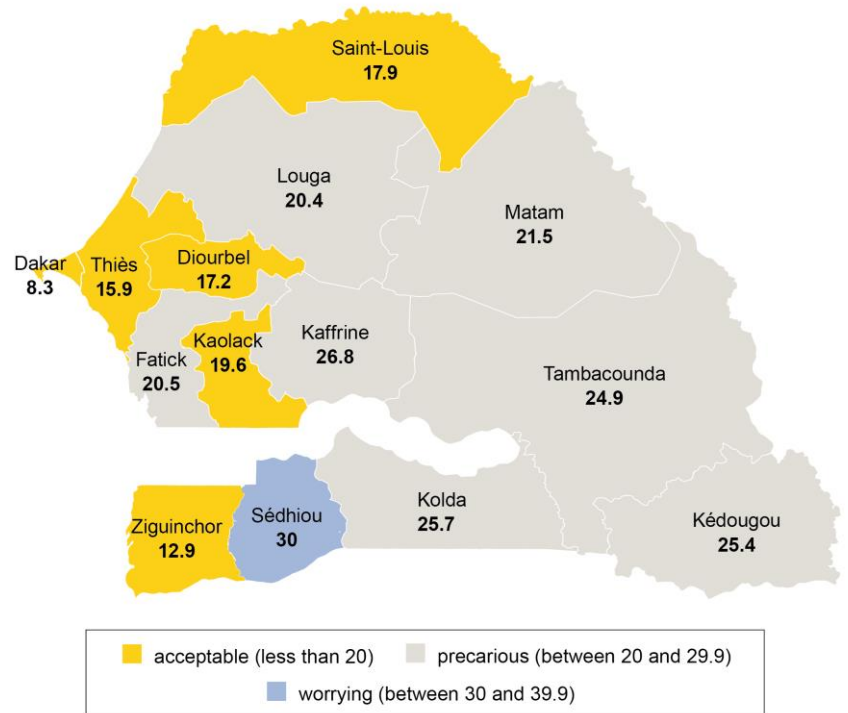 Saint-Louis
17.9
Louga
20.4
Matam
21.5
Dakar
8.3
Thiès
15.9
Diourbel
17.2
Fatick
20.5
Kaolack
19.6
Kaffrine
26.8
Tambacounda
24.9
Ziguinchor
12.9
Sédhiou
30
Kolda
25.7
Kédougou
25.4
acceptable (less than 20)
precarious (between 20 and 29.9)
worrying (between 30 and 39.9)